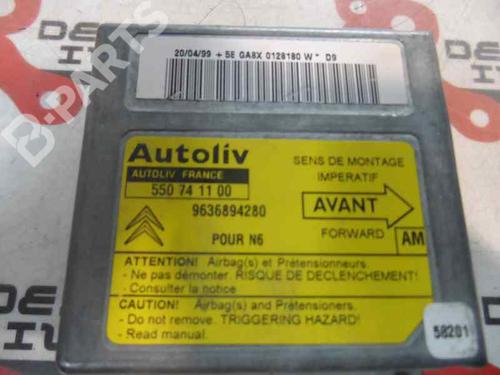 20/04/99 + 5E GA8X 0128180 W * D9
Autoliv
AUTOLIV FRANCE
550 74 11 00
9636894280
POUR N6
SENS DE MONTAGE
IMPERATIF
AVANT
FORWARD
AM
ATTENTION! Airbag(s) et Prétensionneurs.
- Ne pas démonter. RISQUE DE DECLENCHEMENT!
- Consulter la notice
CAUTION! Airbag(s) and Pretensioners.
- Do not remove. TRIGGERING HAZARD!
- Read manual.
58201
B-PARTS